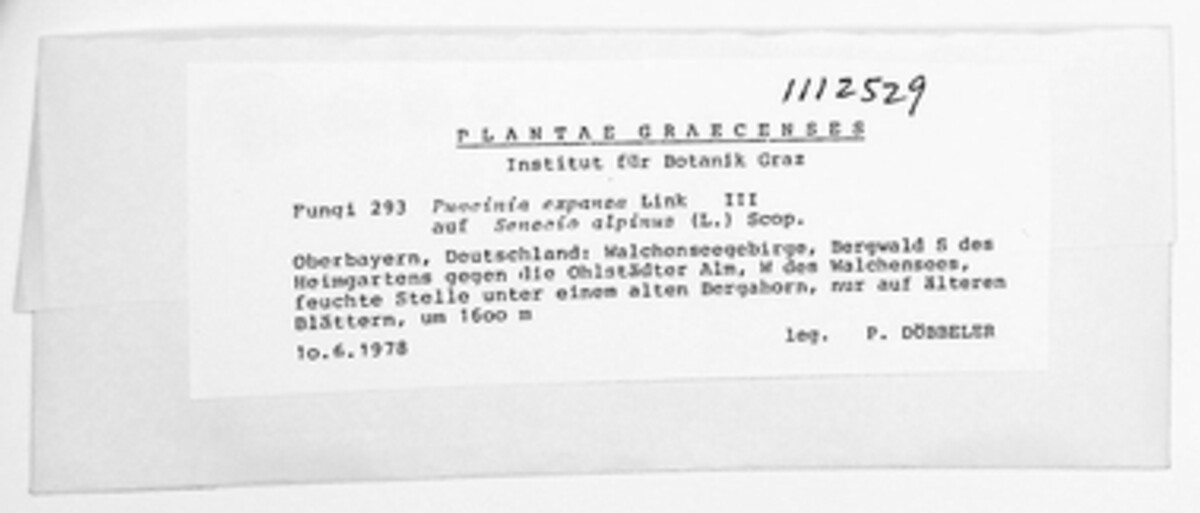 1112529
PLANTAE GRAECENSES
Institut für Botanik Graz
Fungi 293 Puccinia expansa Link III
auf Senecio alpinus (L.) Scop.
Oberbayern, Deutschland: Walchenseegebirge, Bergwald S des
Heimgartens gegen die Ohlstädter Alm, W des Walchensees,
feuchte Stelle unter einem alten Bergahorn, nur auf älteren
Blättern, um 16oo m
1o.6.1978 leg. P. DÖBBELER